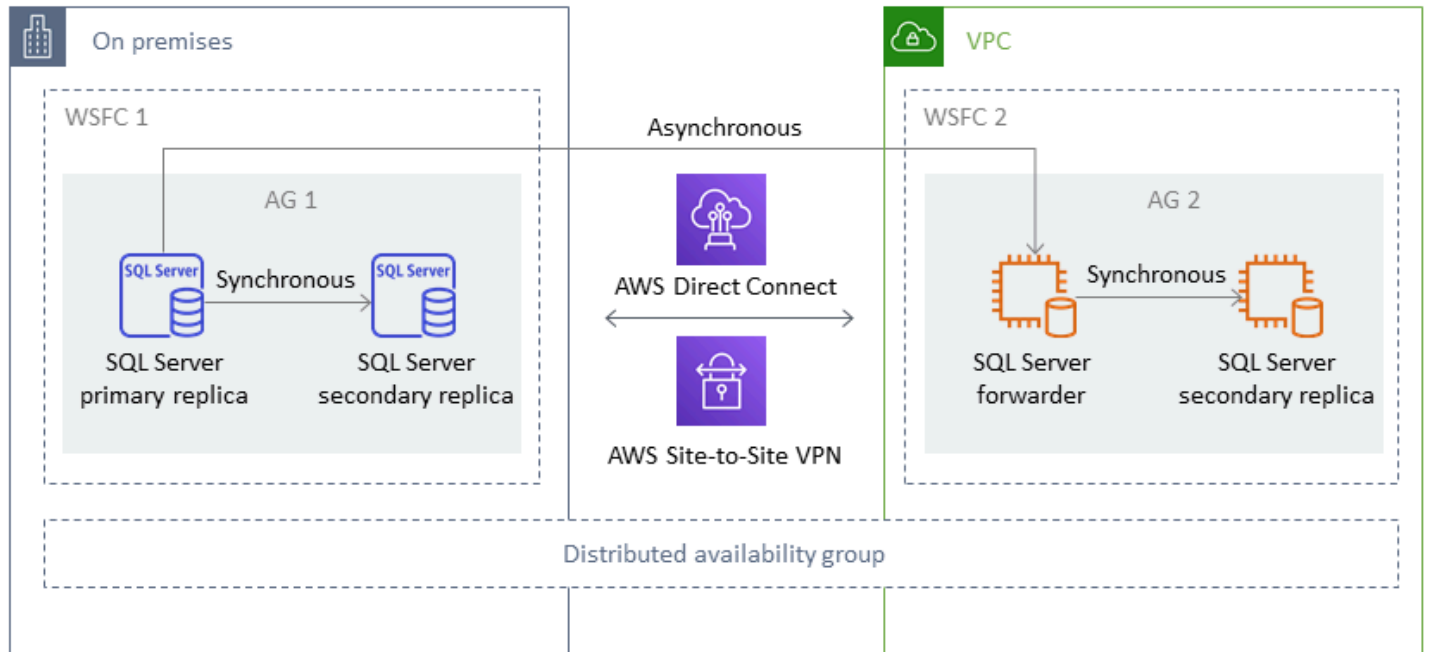 On premises
VPC
WSFC 1
Asynchronous
WSFC 2
AG 1
AG 2
SQL Server
Synchronous
SQL Server
AWS Direct Connect
Synchronous
SQL Server
primary replica
SQL Server
secondary replica
SQL Server
forwarder
SQL Server
secondary replica
AWS Site-to-Site VPN
Distributed availability group